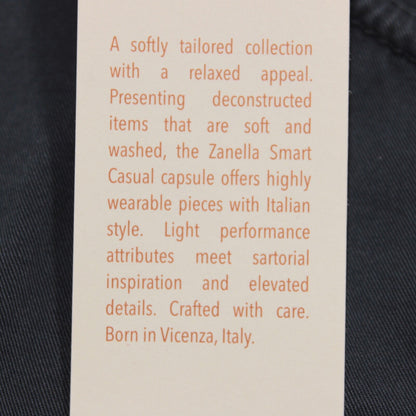 A softly tailored collection
with a relaxed appeal.
Presenting deconstructed
items that are soft and
washed, the Zanella Smart
Casual capsule offers highly
wearable pieces with Italian
style. Light performance
attributes meet sartorial
inspiration and elevated
details. Crafted with care.
Born in Vicenza, Italy.